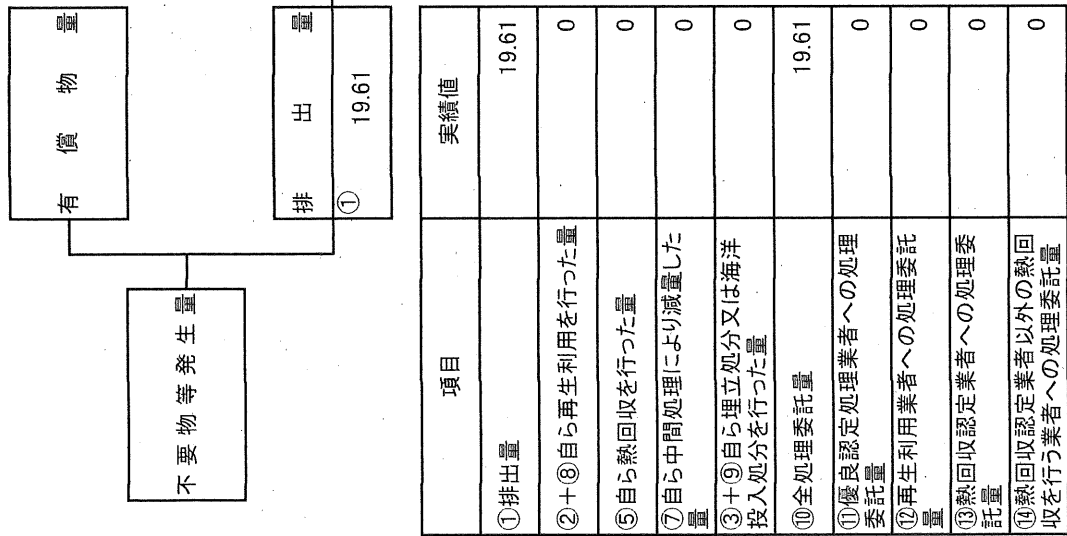 有償物量
不要物等発生量
排出量
①
19.61
項目
実績値
①排出量
19.61
②+⑧自ら再生利用を行った量
0
⑤自ら熱回収を行った量
0
⑦自ら中間処理により減量した
量
0
③+⑨自ら埋立処分又は海洋
投入処分を行った量
0
⑩全処理委託量
19.61
⑪優良認定処理業者への処理
委託量
0
⑫再生利用業者への処理委託
量
0
⑬熱回収認定業者への処理委
託量
0
⑭熱回収認定業者以外の熱回
収を行う業者への処理委託量
0